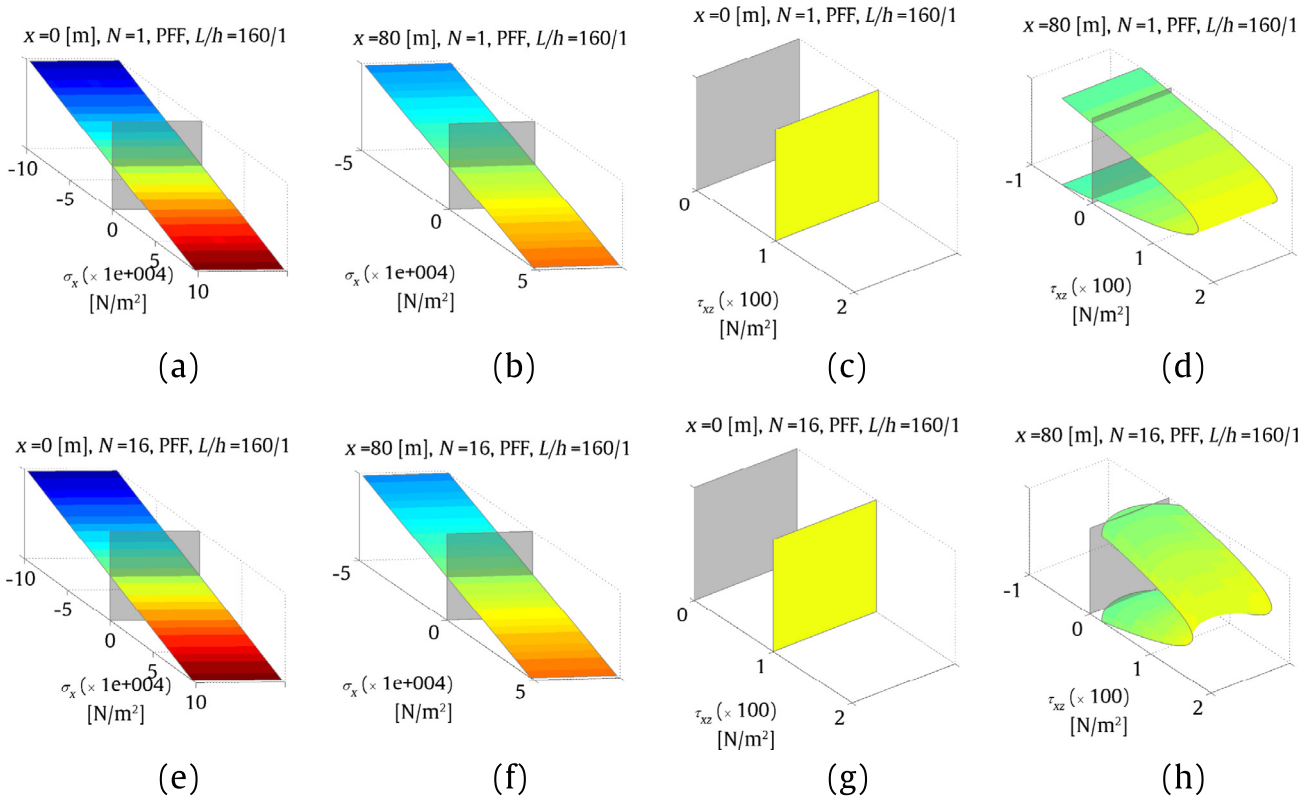 x=0 [m], N=1, PFF, L/h=160/1
-10
-5
0
5
10
σx (× 1e+004)
[N/m²]
(a)
x=80 [m], N=1, PFF, L/h=160/1
-5
0
5
σx (× 1e+004)
[N/m²]
(b)
x=0 [m], N=1, PFF, L/h=160/1
0
1
2
τxz (× 100)
[N/m²]
(c)
x=80 [m], N=1, PFF, L/h=160/1
-1
0
1
2
τxz (× 100)
[N/m²]
(d)
x=0 [m], N=16, PFF, L/h=160/1
-10
-5
0
5
10
σx (× 1e+004)
[N/m²]
(e)
x=80 [m], N=16, PFF, L/h=160/1
-5
0
5
σx (× 1e+004)
[N/m²]
(f)
x=0 [m], N=16, PFF, L/h=160/1
0
1
2
τxz (× 100)
[N/m²]
(g)
x=80 [m], N=16, PFF, L/h=160/1
-1
0
1
2
τxz (× 100)
[N/m²]
(h)